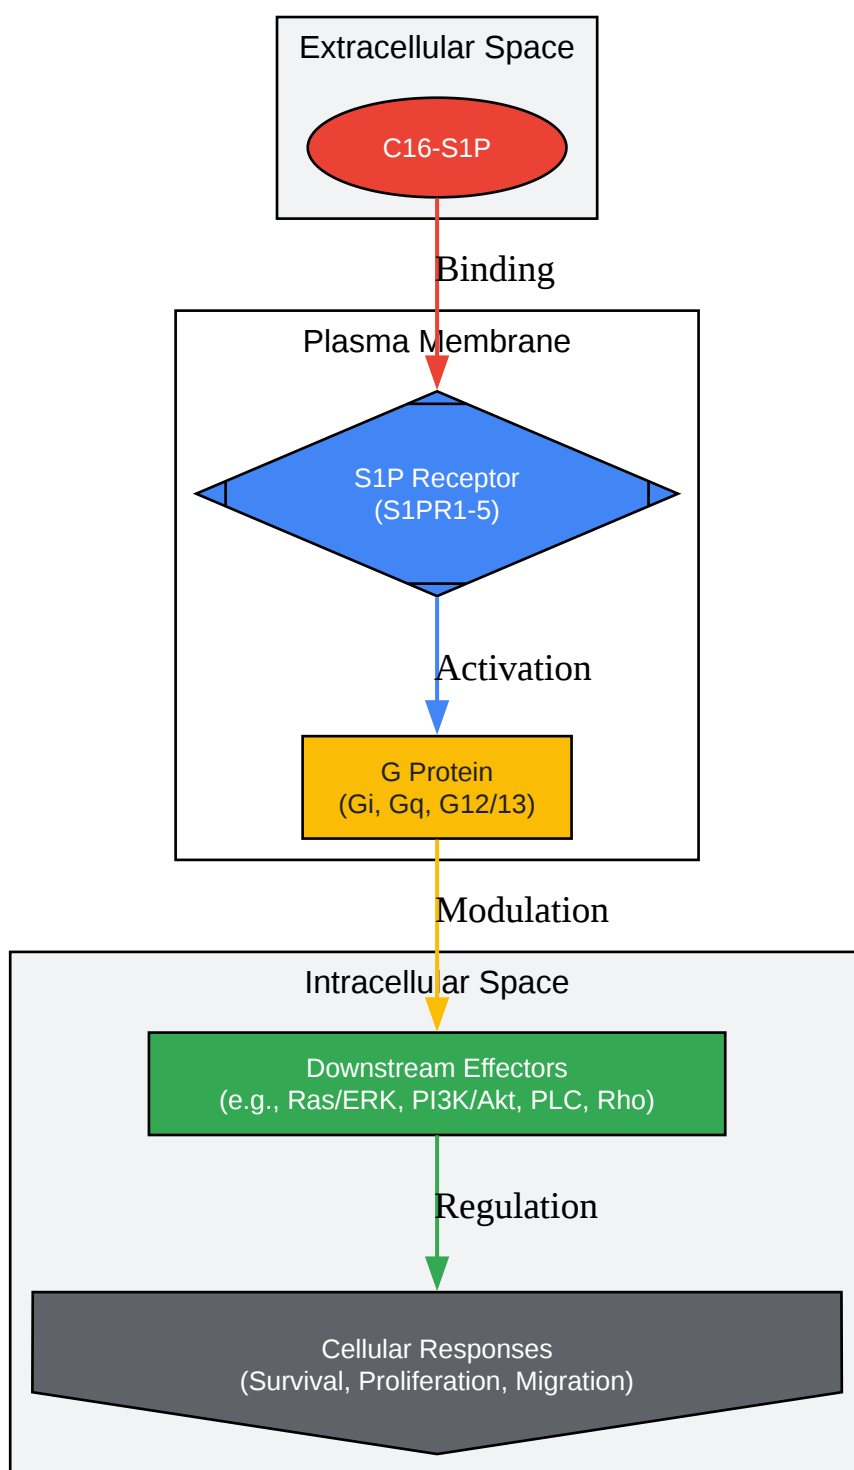 Extracellular Space
C16-S1P
Binding
Plasma Membrane
S1P Receptor
(S1PR1-5)
Activation
G Protein
(Gi, Gq, G12/13)
Modulation
Intracellular Space
Downstream Effectors
(e.g., Ras/ERK, PI3K/Akt, PLC, Rho)
Regulation
Cellular Responses
(Survival, Proliferation, Migration)